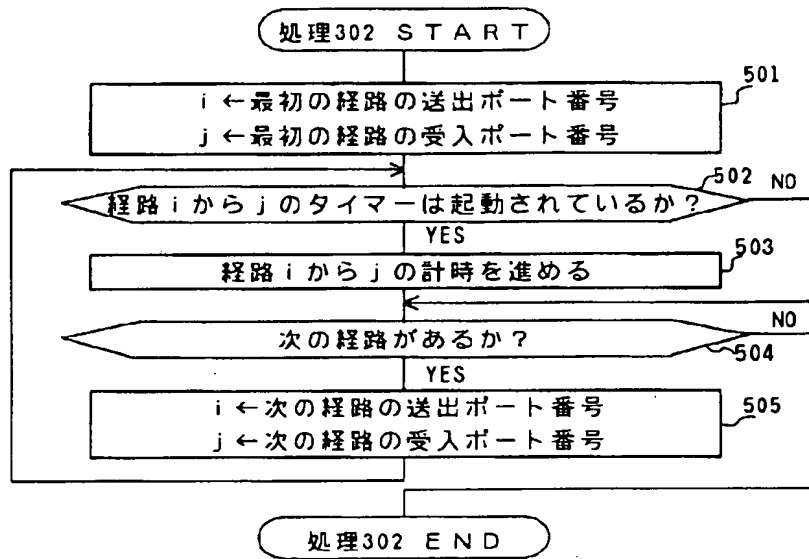 処理302 START
501
i←最初の経路の送出ポート番号
j←最初の経路の受入ポート番号
502
経路iからjのタイマーは起動されているか?
NO
YES
503
経路iからjの計時を進める
次の経路があるか?
NO
504
YES
505
i←次の経路の送出ポート番号
j←次の経路の受入ポート番号
処理302 END